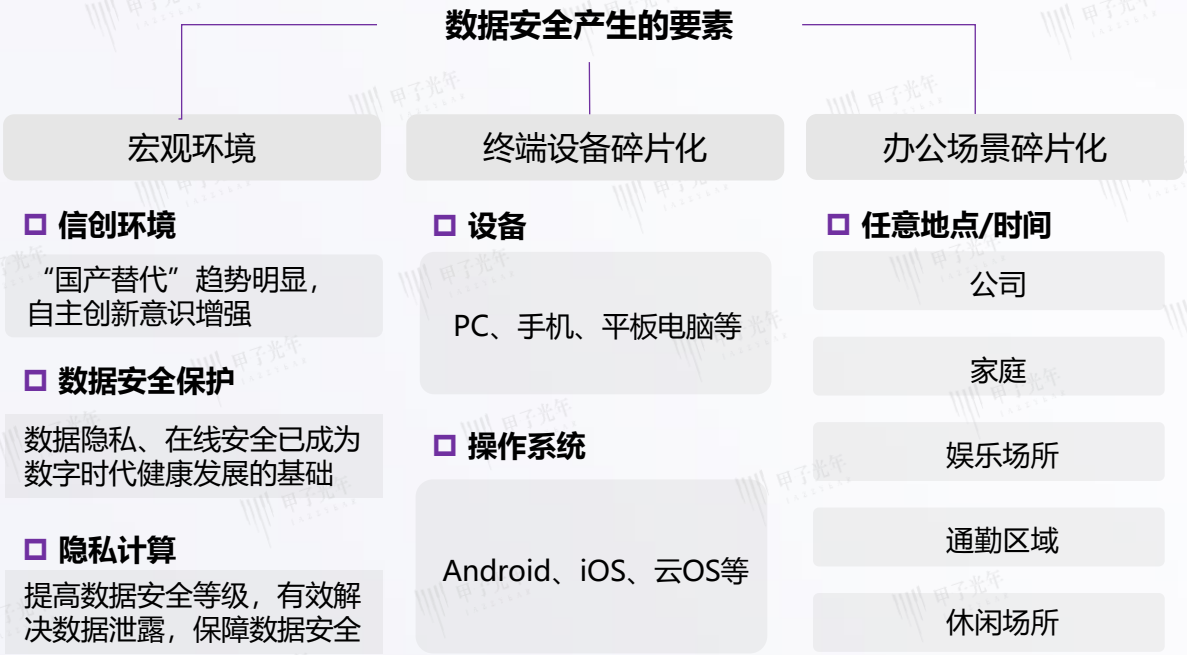 数据安全产生的要素
宏观环境
信创环境
“国产替代”趋势明显，
自主创新意识增强
数据安全保护
数据隐私、在线安全已成为
数字时代健康发展的基础
隐私计算
提高数据安全等级，有效解
决数据泄露，保障数据安全
终端设备碎片化
设备
PC、手机、平板电脑等
操作系统
Android、iOS、云OS等
办公场景碎片化
任意地点/时间
公司
家庭
娱乐场所
通勤区域
休闲场所
甲子光年